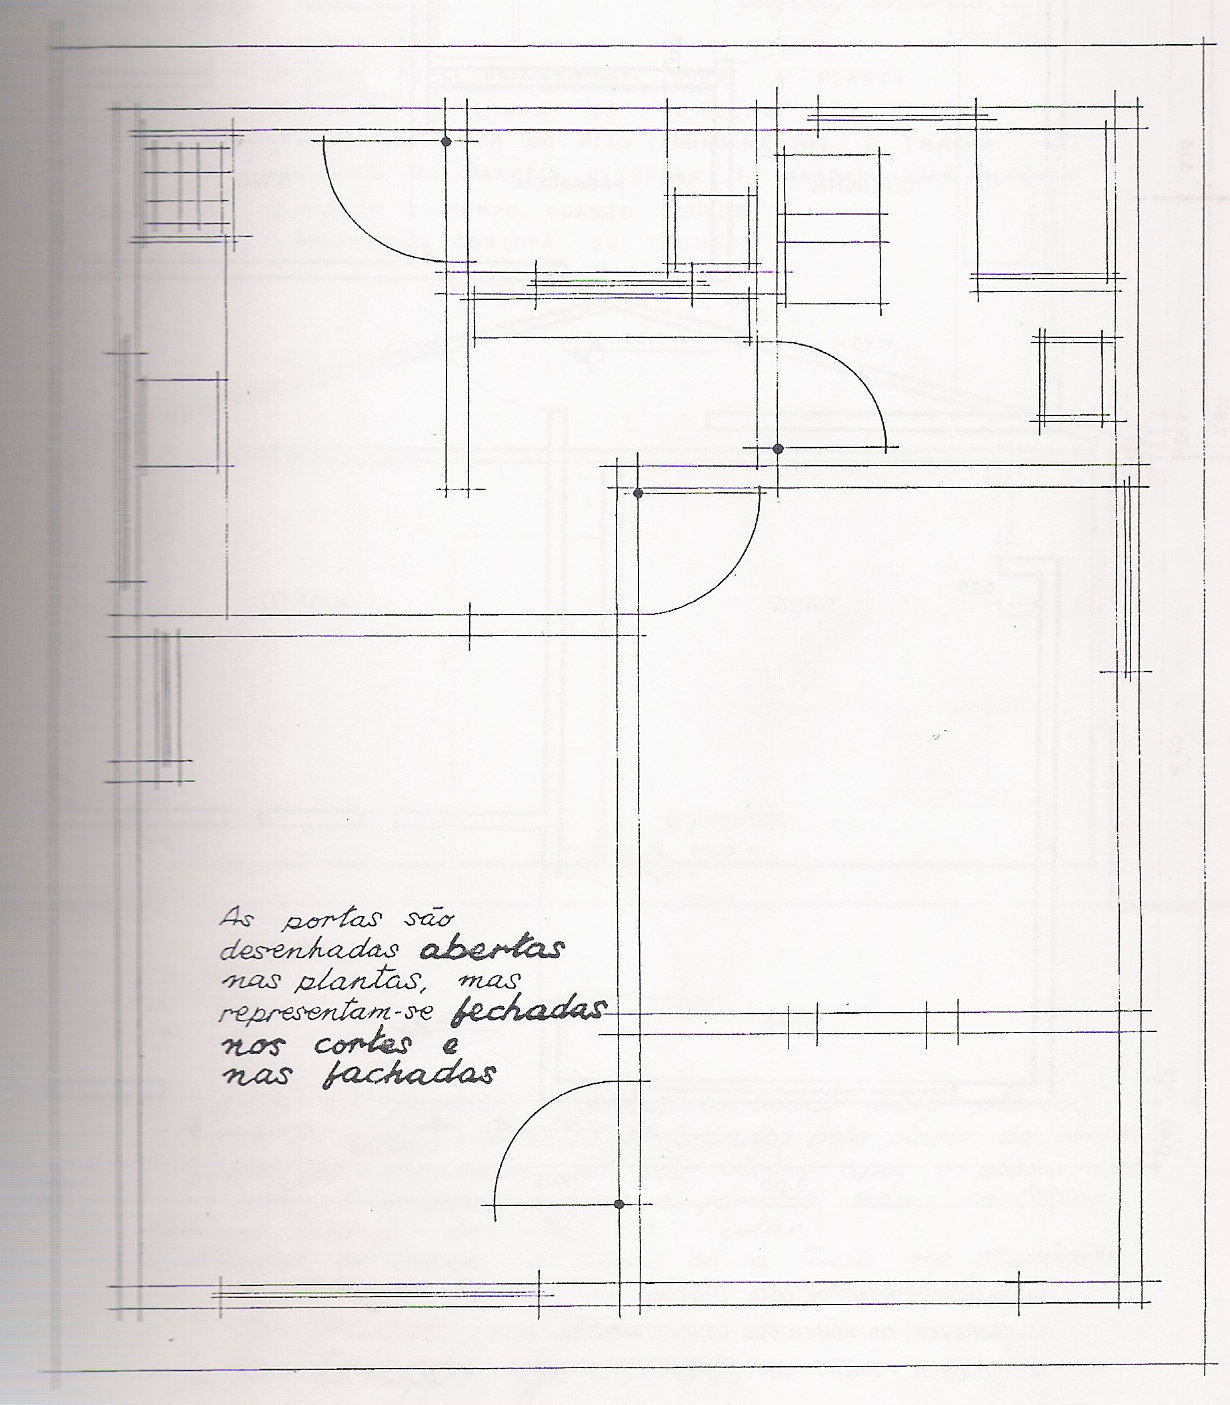 As portas são
desenhadas abertas
nas plantas, mas
representam-se fechadas
nos cortes e
nas fachadas